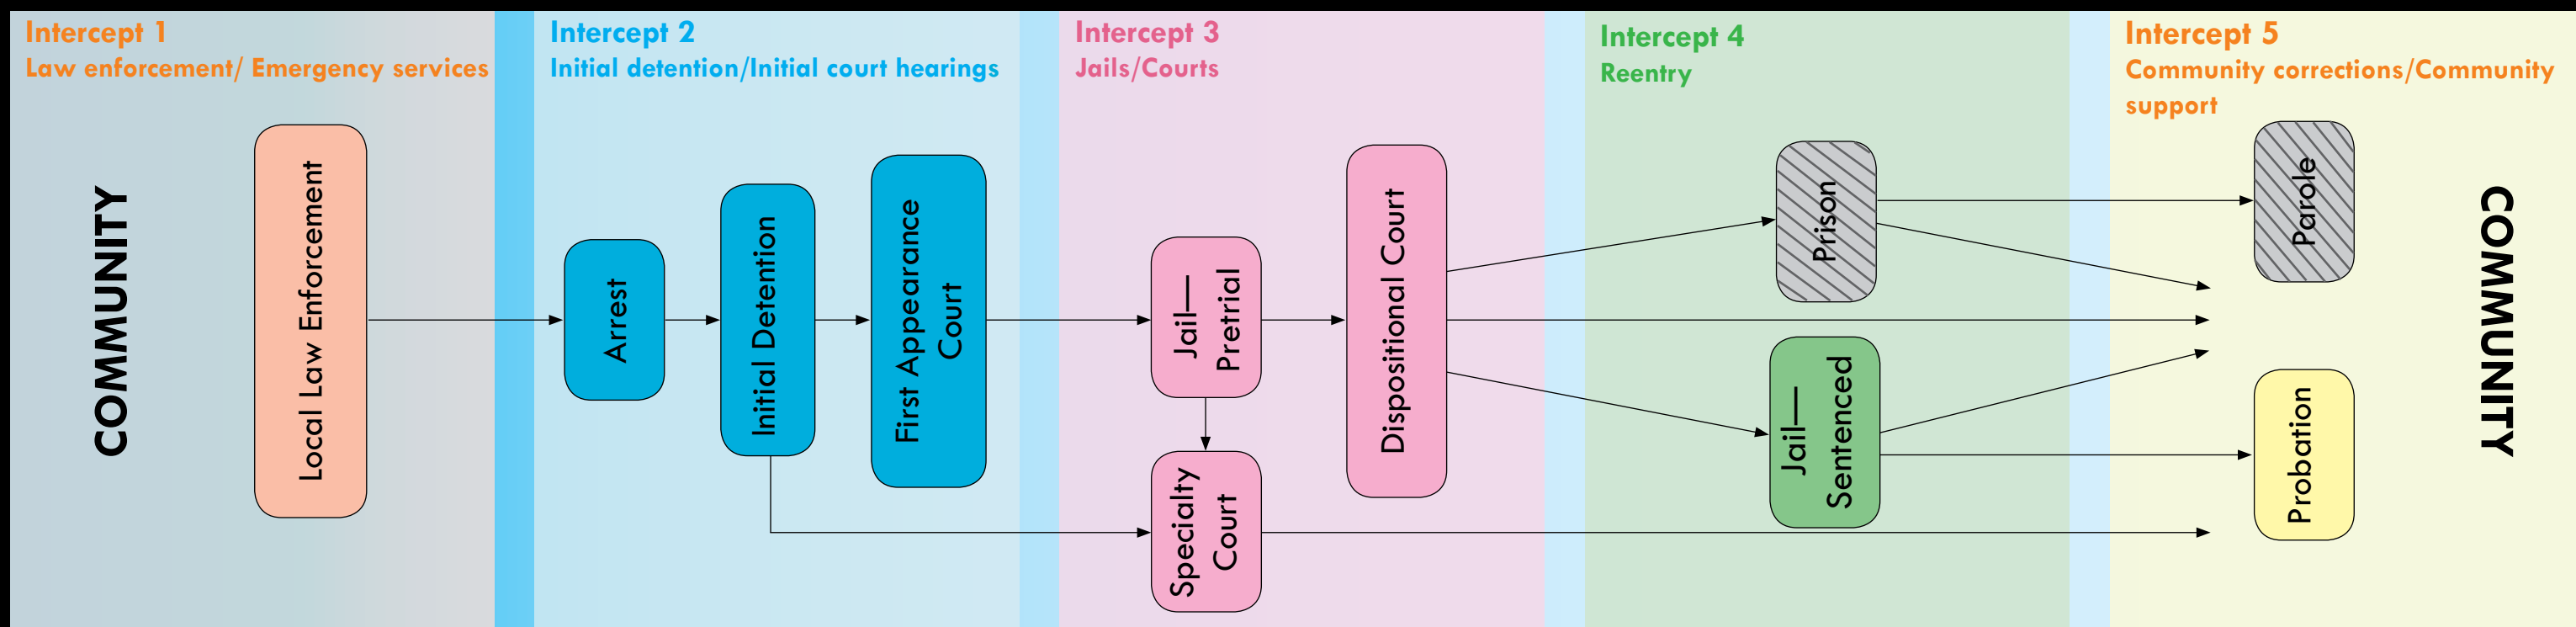 Intercept 1
Law enforcement/ Emergency services
COMMUNITY
Local Law Enforcement
Intercept 2
Initial detention/Initial court hearings
Arrest
Initial Detention
First Appearance
Court
Intercept 3
Jails/Courts
Jail—
Pretrial
Specialty
Court
Dispositional Court
Intercept 4
Reentry
Prison
Jail—
Sentenced
Intercept 5
Community corrections/Community
support
Parole
Probation
COMMUNITY